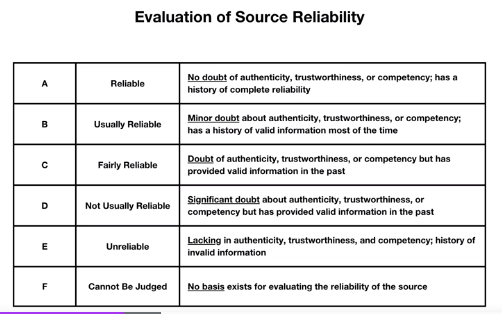 Evaluation of Source Reliability
A
Reliable
No doubt of authenticity, trustworthiness, or competency; has a
history of complete reliability
B
Usually Reliable
Minor doubt about authenticity, trustworthiness, or competency;
has a history of valid information most of the time
C
Fairly Reliable
Doubt of authenticity, trustworthiness, or competency but has
provided valid information in the past
D
Not Usually Reliable
Significant doubt about authenticity, trustworthiness, or
competency but has provided valid information in the past
E
Unreliable
Lacking in authenticity, trustworthiness, and competency; history of
invalid information
F
Cannot Be Judged
No basis exists for evaluating the reliability of the source